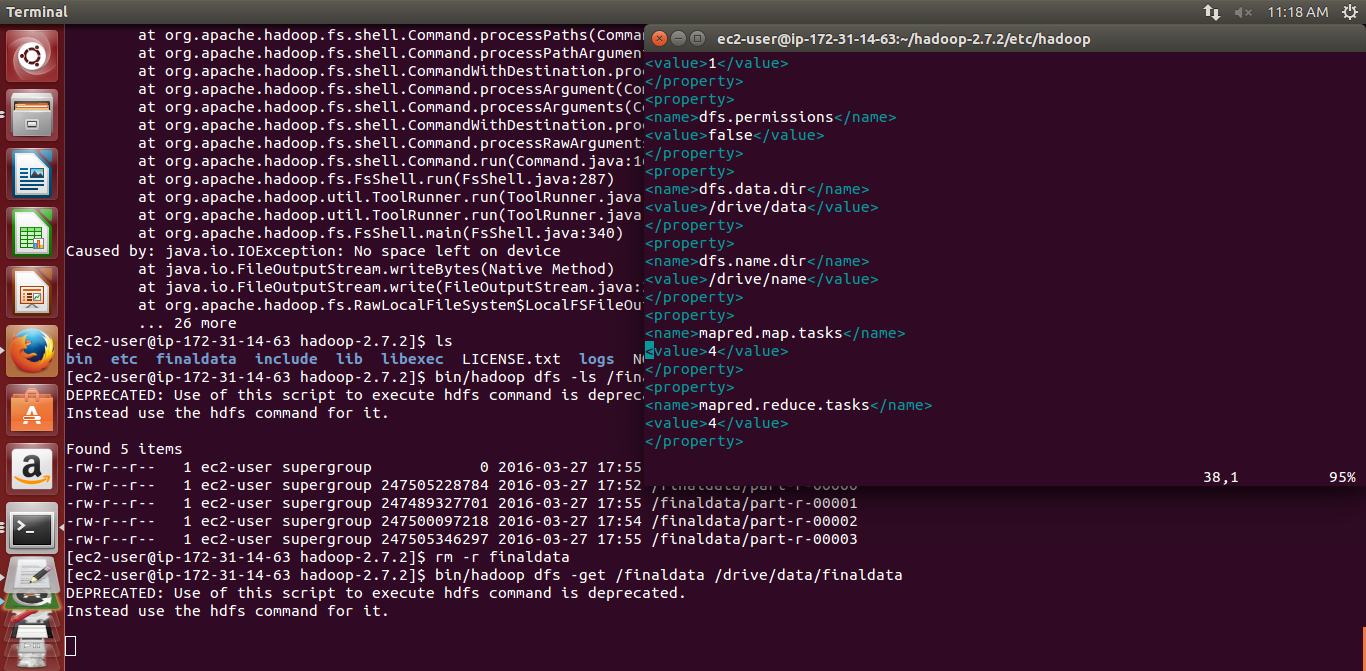 Terminal
11:18 AM
at org.apache.hadoop.fs.shell.Command.processPaths(Comma
at org.apache.hadoop.fs.shell.Command.processPathArgumen
at org.apache.hadoop.fs.shell.CommandWithDestination.pro
at org.apache.hadoop.fs.shell.Command.processArgument(Co
at org.apache.hadoop.fs.shell.Command.processArguments(C
at org.apache.hadoop.fs.shell.CommandWithDestination.pro
at org.apache.hadoop.fs.shell.Command.processRawArgument
at org.apache.hadoop.fs.shell.Command.run(Command.java:1
at org.apache.hadoop.fs.FsShell.run(FsShell.java:287)
at org.apache.hadoop.util.ToolRunner.run(ToolRunner.java
at org.apache.hadoop.util.ToolRunner.run(ToolRunner.java
at org.apache.hadoop.fs.FsShell.main(FsShell.java:340)
Caused by: java.io.IOException: No space left on device
at java.io.FileOutputStream.writeBytes(Native Method)
at java.io.FileOutputStream.write(FileOutputStream.java:
at org.apache.hadoop.fs.RawLocalFileSystem$LocalFSFileOu
... 26 more
[ec2-user@ip-172-31-14-63 hadoop-2.7.2]$ ls
bin etc finaldata include lib libexec LICENSE.txt logs N
[ec2-user@ip-172-31-14-63 hadoop-2.7.2]$ bin/hadoop dfs -ls /fin
DEPRECATED: Use of this script to execute hdfs command is depreca
Instead use the hdfs command for it.
Found 5 items
-rw-r--r-- 1 ec2-user supergroup 0 2016-03-27 17:55
-rw-r--r-- 1 ec2-user supergroup 247505228784 2016-03-27 17:52 /finaldata/part-r-00000
-rw-r--r-- 1 ec2-user supergroup 247489327701 2016-03-27 17:55 /finaldata/part-r-00001
-rw-r--r-- 1 ec2-user supergroup 247500097218 2016-03-27 17:54 /finaldata/part-r-00002
-rw-r--r-- 1 ec2-user supergroup 247505346297 2016-03-27 17:55 /finaldata/part-r-00003
[ec2-user@ip-172-31-14-63 hadoop-2.7.2]$ rm -r finaldata
[ec2-user@ip-172-31-14-63 hadoop-2.7.2]$ bin/hadoop dfs -get /finaldata /drive/data/finaldata
DEPRECATED: Use of this script to execute hdfs command is deprecated.
Instead use the hdfs command for it.
ec2-user@ip-172-31-14-63:~/hadoop-2.7.2/etc/hadoop
<value>1</value>
</property>
<property>
<name>dfs.permissions</name>
<value>false</value>
</property>
<property>
<name>dfs.data.dir</name>
<value>/drive/data</value>
</property>
<property>
<name>dfs.name.dir</name>
<value>/drive/name</value>
</property>
<property>
<name>mapred.map.tasks</name>
<value>4</value>
</property>
<property>
<name>mapred.reduce.tasks</name>
<value>4</value>
</property>
38,1 95%